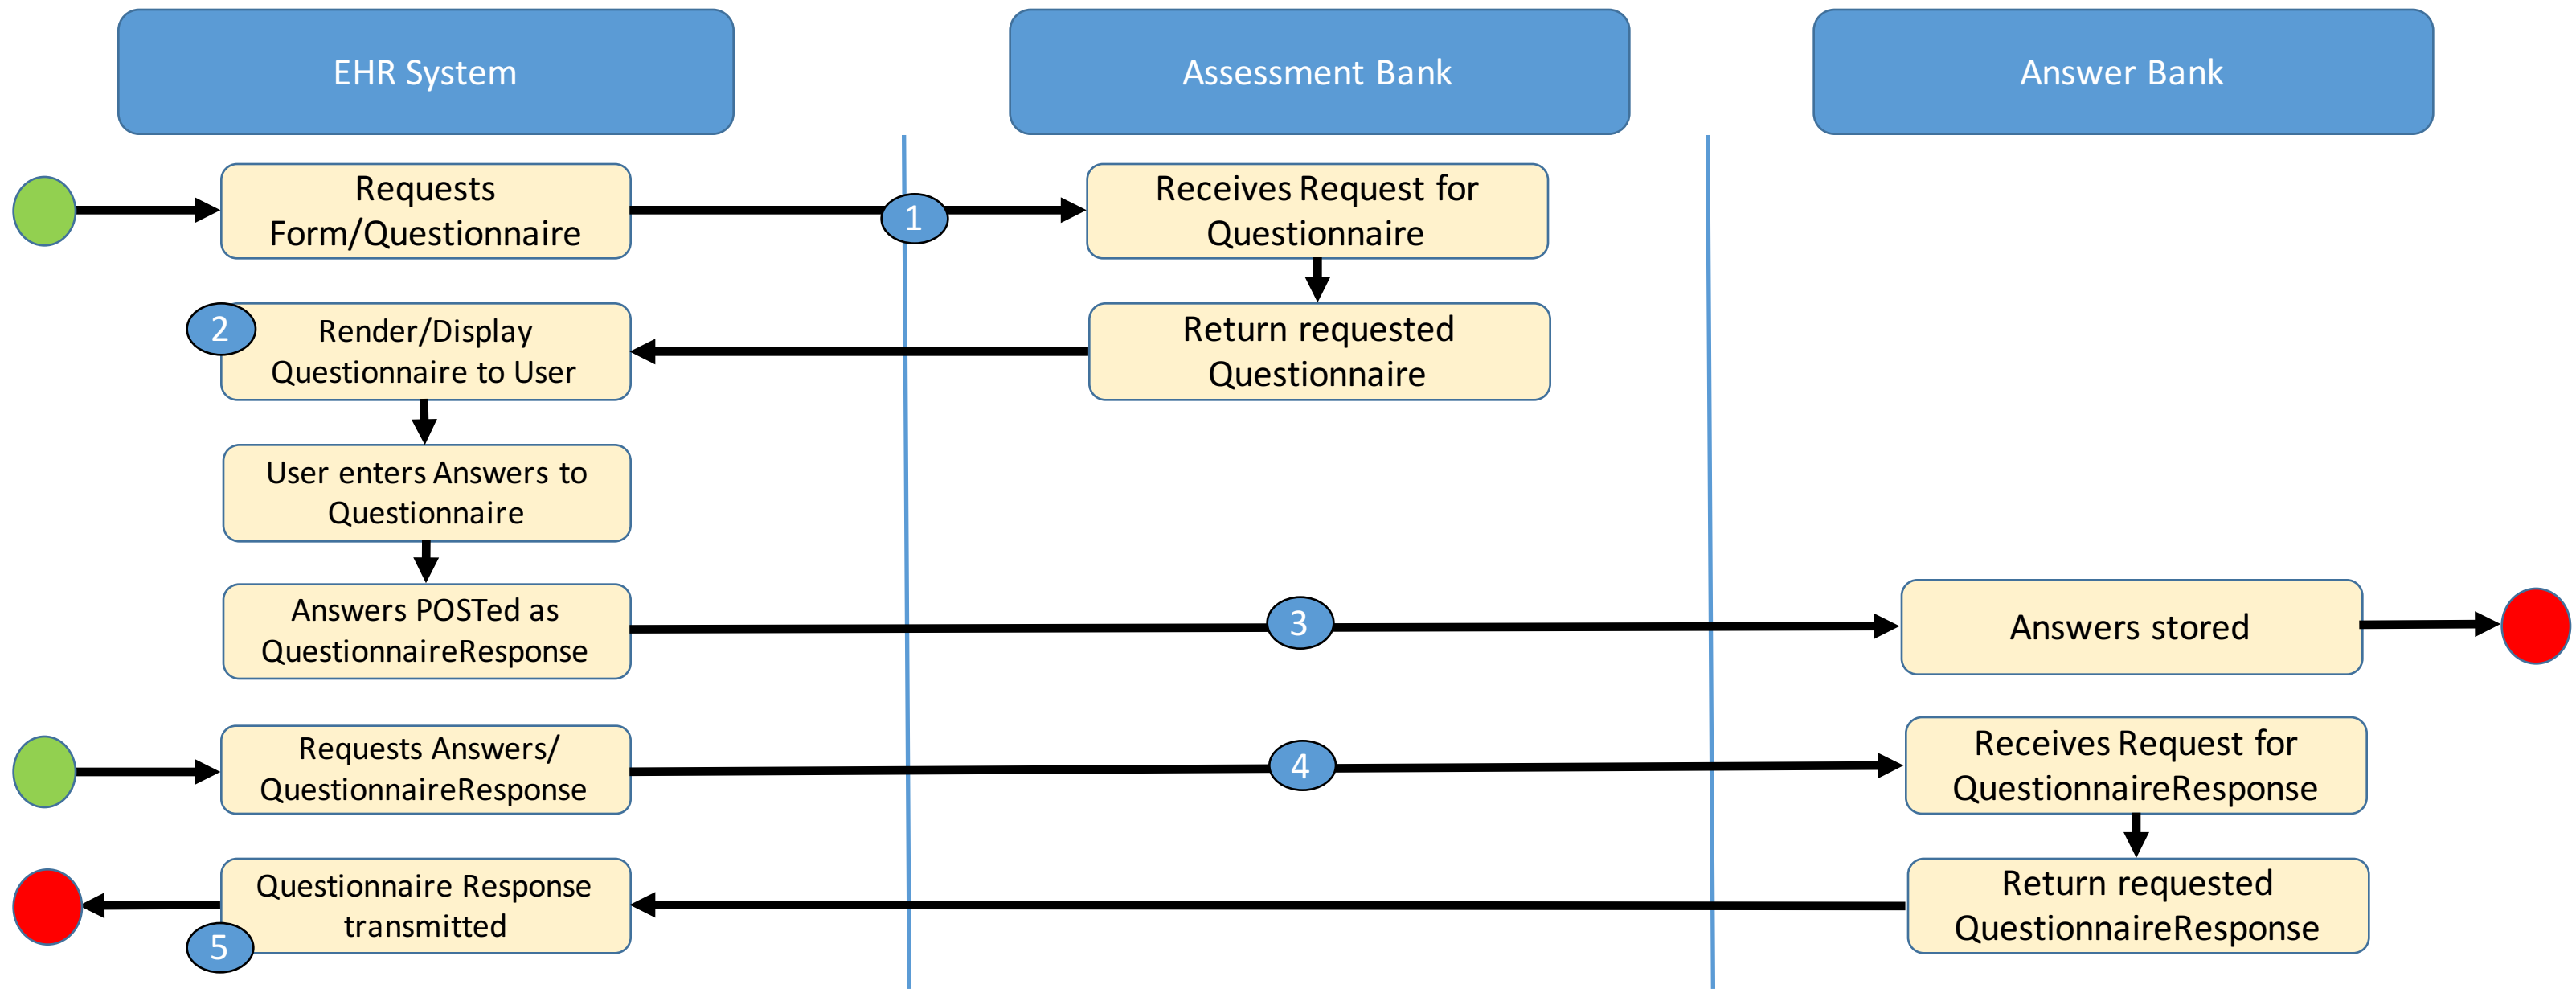 EHR System
Assessment Bank
Answer Bank
Requests
Form/Questionnaire
1
Receives Request for
Questionnaire
2
Render/Display
Questionnaire to User
Return requested
Questionnaire
User enters Answers to
Questionnaire
Answers POSTed as
QuestionnaireResponse
3
Answers stored
Requests Answers/
QuestionnaireResponse
4
Receives Request for
QuestionnaireResponse
Questionnaire Response
transmitted
5
Return requested
QuestionnaireResponse